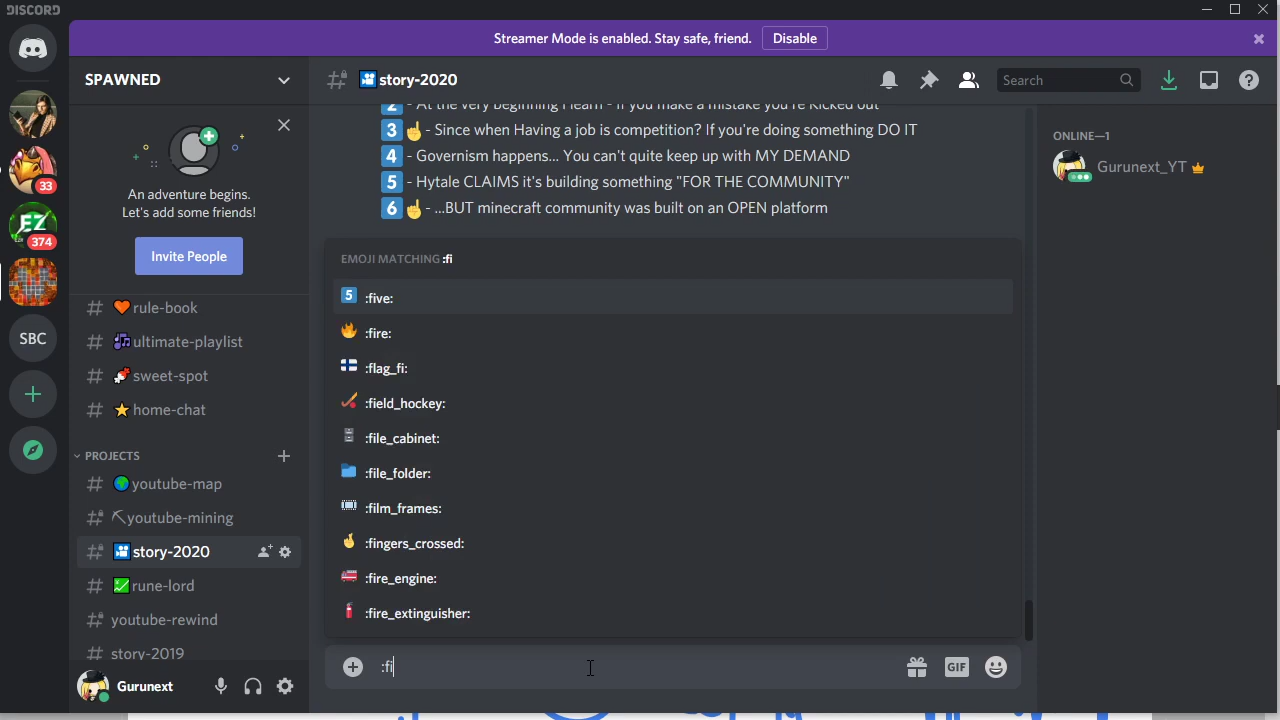 DISCORD
Streamer Mode is enabled. Stay safe, friend.
Disable
SPAWNED
story-2020
Search
33
EZ
374
SBC
An adventure begins.
Let's add some friends!
Invite People
rule-book
ultimate-playlist
sweet-spot
home-chat
PROJECTS
youtube-map
youtube-mining
story-2020
rune-lord
youtube-rewind
story-2019
Gurunext
2 - At the very beginning I learn - If you make a mistake you're kicked out
3 - Since when Having a job is competition? If you're doing something DO IT
4 - Governism happens... You can't quite keep up with MY DEMAND
5 - Hytale CLAIMS it's building something "FOR THE COMMUNITY"
6 - ...BUT minecraft community was built on an OPEN platform
EMOJI MATCHING :fi
5 :five:
:fire:
:flag_fi:
:field_hockey:
:file_cabinet:
:file_folder:
:film_frames:
:fingers_crossed:
:fire_engine:
:fire_extinguisher:
:fi
GIF
ONLINE—1
Gurunext_YT